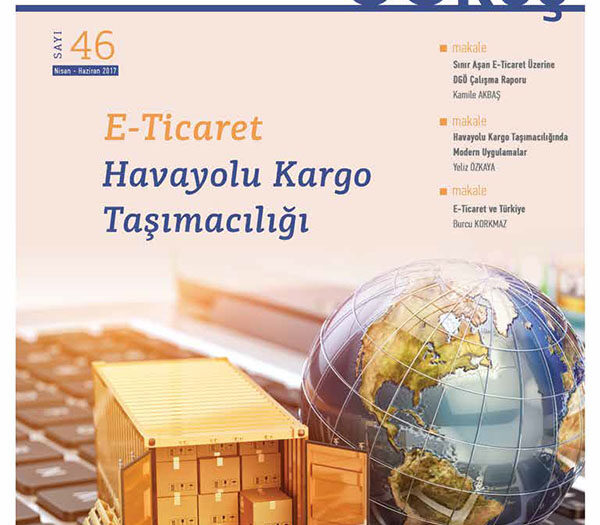 SAYI
46
Nisan - Haziran 2017
E-Ticaret
Havayolu Kargo
Taşımacılığı
makale
Sınır Aşan E-Ticaret Üzerine
DGÖ Çalışma Raporu
Kamile AKBAŞ
makale
Havayolu Kargo Taşımacılığında
Modern Uygulamalar
Yeliz ÖZKAYA
makale
E-Ticaret ve Türkiye
Burcu KORKMAZ